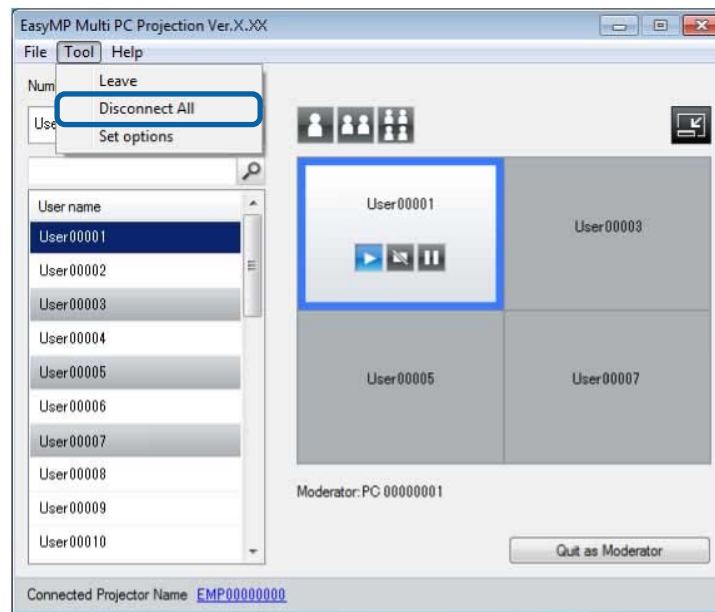 EasyMP Multi PC Projection Ver.X.XX
File Tool Help
Num
Leave
Disconnect All
Set options
Use
User name
User00001
User00002
User00003
User00004
User00005
User00006
User00007
User00008
User00009
User00010
User00001
User00003
User00005
User00007
Moderator:PC 00000001
Quit as Moderator
Connected Projector Name EMP00000000